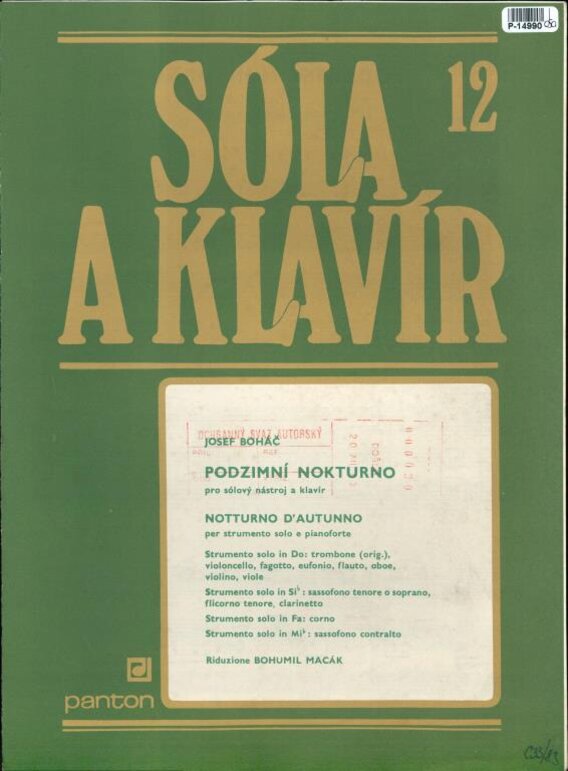 P-14990
SÓLA 12
A KLAVÍR
OCHRANNÝ SVAZ AUTORSKÝ
JOSEF BOHÁČ
PODZIMNÍ NOKTURNO
pro sólový nástroj a klavír
NOTTURNO D'AUTUNNO
per strumento solo e pianoforte
Strumento solo in Do: trombone (orig.),
violoncello, fagotto, eufonio, flauto, oboe,
violino, viole
Strumento solo in Si♭: sassofono tenore o soprano,
flicorno tenore, clarinetto
Strumento solo in Fa: corno
Strumento solo in Mi♭: sassofono contralto
Riduzione BOHUMIL MACÁK
panton